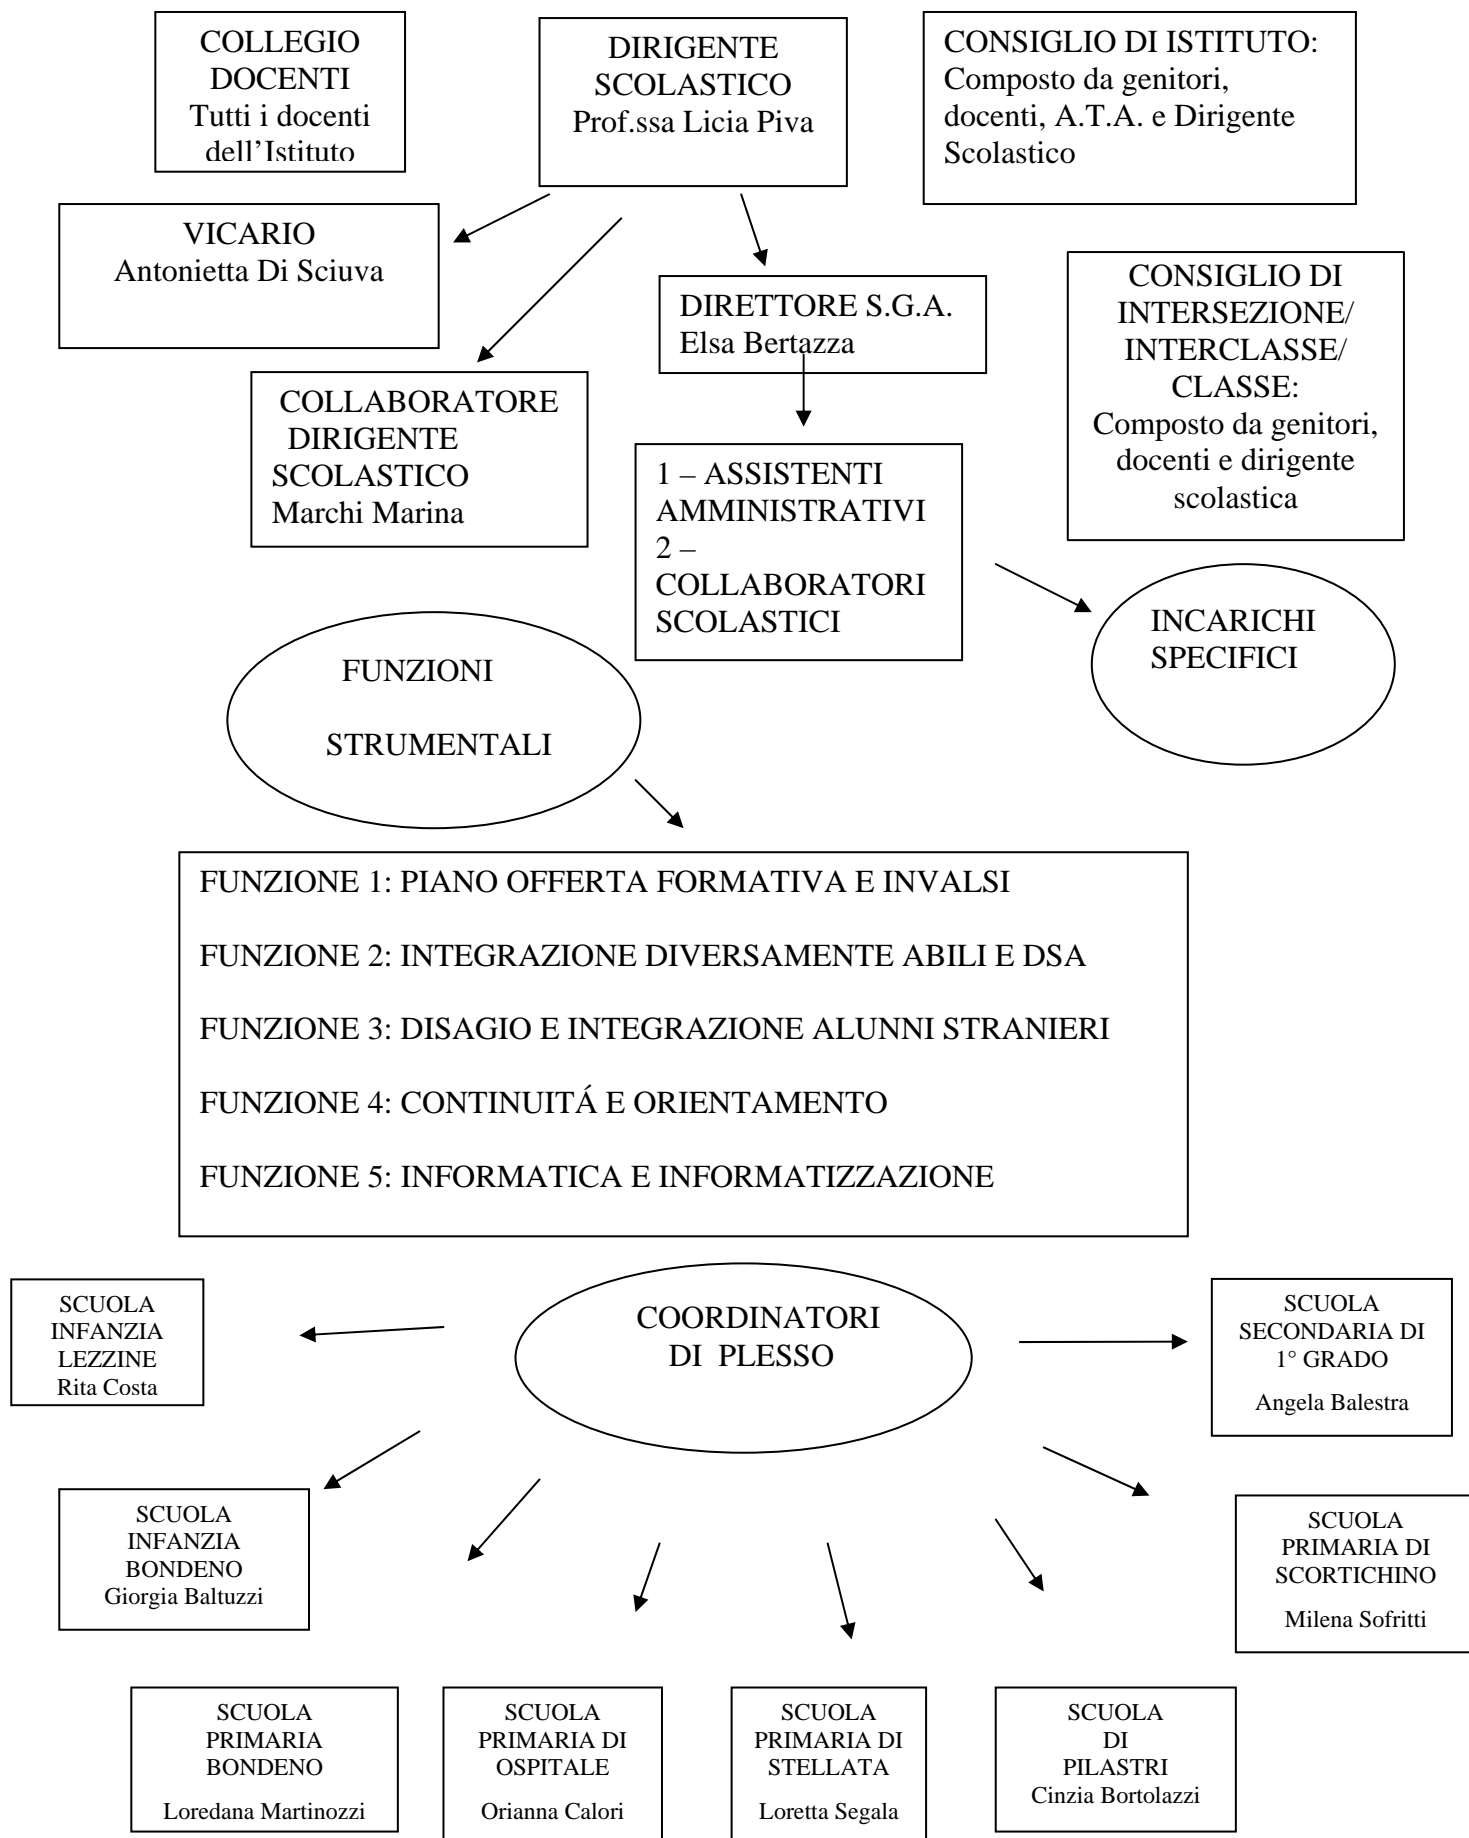 COLLEGIO
DOCENTI
Tutti i docenti
dell’Istituto
DIRIGENTE
SCOLASTICO
Prof.ssa Licia Piva
CONSIGLIO DI ISTITUTO:
Composto da genitori,
docenti, A.T.A. e Dirigente
Scolastico
VICARIO
Antonietta Di Sciuva
DIRETTORE S.G.A.
Elsa Bertazza
CONSIGLIO DI
INTERSEZIONE/
INTERCLASSE/
CLASSE:
Composto da genitori,
docenti e dirigente
scolastica
COLLABORATORE
DIRIGENTE
SCOLASTICO
Marchi Marina
1 – ASSISTENTI
AMMINISTRATIVI
2 –
COLLABORATORI
SCOLASTICI
INCARICHI
SPECIFICI
FUNZIONI
STRUMENTALI
FUNZIONE 1: PIANO OFFERTA FORMATIVA E INVALSI
FUNZIONE 2: INTEGRAZIONE DIVERSAMENTE ABILI E DSA
FUNZIONE 3: DISAGIO E INTEGRAZIONE ALUNNI STRANIERI
FUNZIONE 4: CONTINUITÁ E ORIENTAMENTO
FUNZIONE 5: INFORMATICA E INFORMATIZZAZIONE
COORDINATORI
DI PLESSO
SCUOLA
INFANZIA
LEZZINE
Rita Costa
SCUOLA
SECONDARIA DI
1° GRADO
Angela Balestra
SCUOLA
INFANZIA
BONDENO
Giorgia Baltuzzi
SCUOLA
PRIMARIA DI
SCORTICHINO
Milena Sofritti
SCUOLA
PRIMARIA
BONDENO
Loredana Martinozzi
SCUOLA
PRIMARIA DI
OSPITALE
Orianna Calori
SCUOLA
PRIMARIA DI
STELLATA
Loretta Segala
SCUOLA
DI
PILASTRI
Cinzia Bortolazzi